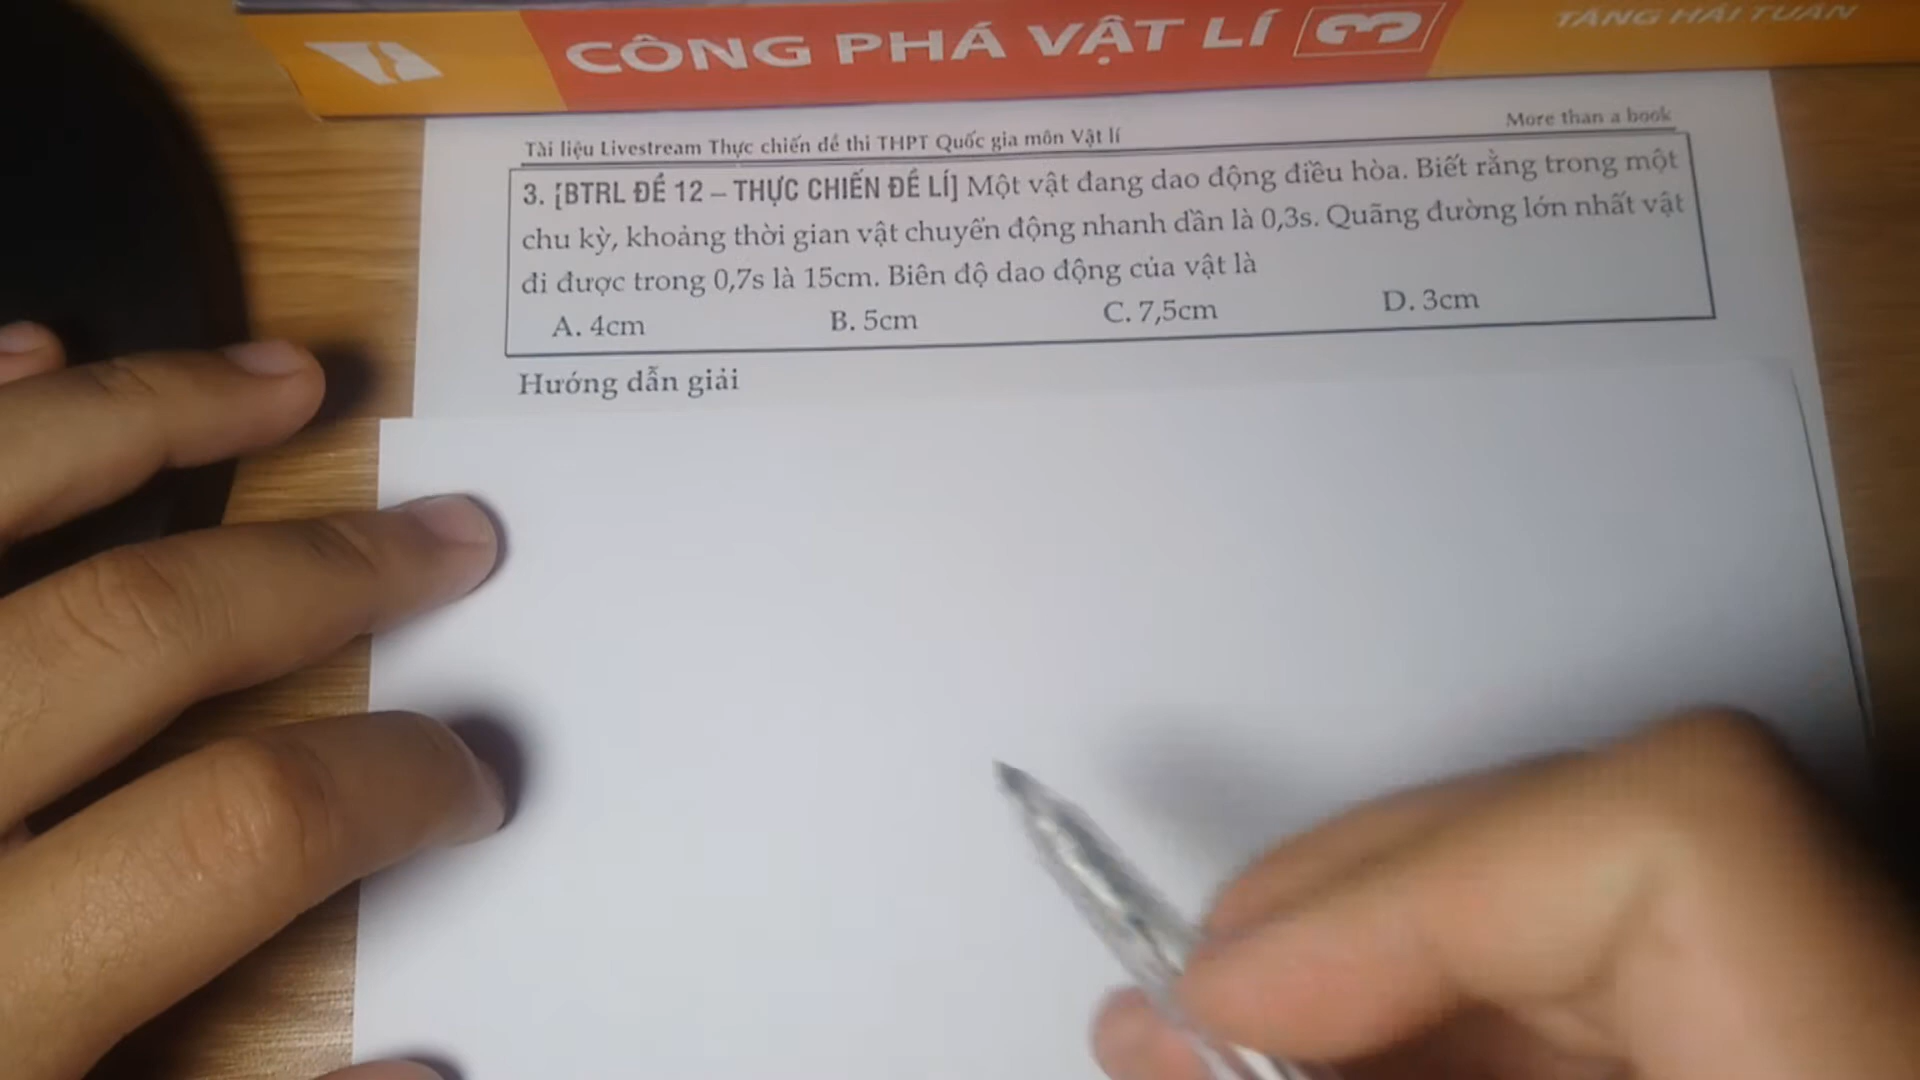 CÔNG PHÁ VẬT LÍ 3 TĂNG HẢI TUÂN
Tài liệu Livestream Thực chiến đề thi THPT Quốc gia môn Vật lí More than a book
3. [BTRL ĐỀ 12 – THỰC CHIẾN ĐỀ LÍ] Một vật đang dao động điều hòa. Biết rằng trong một
chu kỳ, khoảng thời gian vật chuyển động nhanh dần là 0,3s. Quãng đường lớn nhất vật
đi được trong 0,7s là 15cm. Biên độ dao động của vật là
A. 4cm B. 5cm C. 7,5cm D. 3cm
Hướng dẫn giải